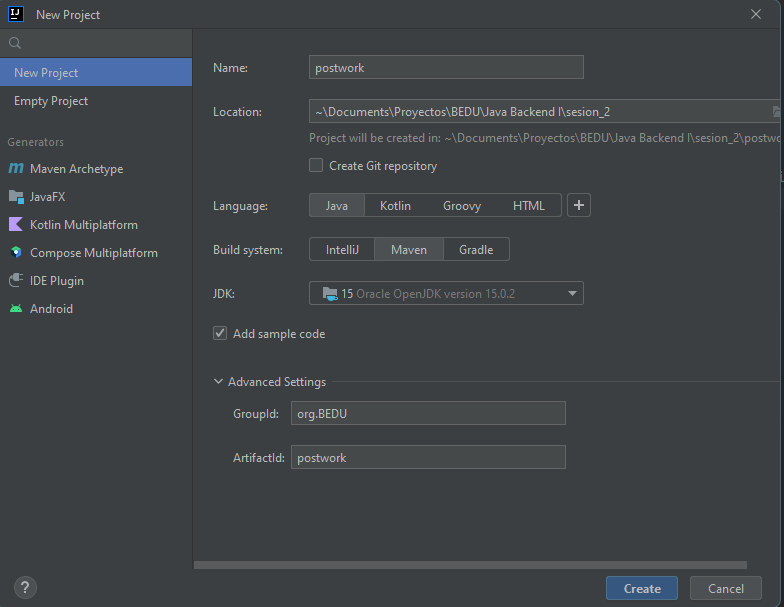 New Project
New Project
Empty Project
Generators
Maven Archetype
JavaFX
Kotlin Multiplatform
Compose Multiplatform
IDE Plugin
Android
Name: postwork
Location: ~\Documents\Proyectos\BEDU\Java Backend I\sesion_2
Project will be created in: ~\Documents\Proyectos\BEDU\Java Backend I\sesion_2\postwo
Create Git repository
Language: Java Kotlin Groovy HTML +
Build system: IntelliJ Maven Gradle
JDK: 15 Oracle OpenJDK version 15.0.2
Add sample code
Advanced Settings
GroupId: org.BEDU
ArtifactId: postwork
? Create Cancel